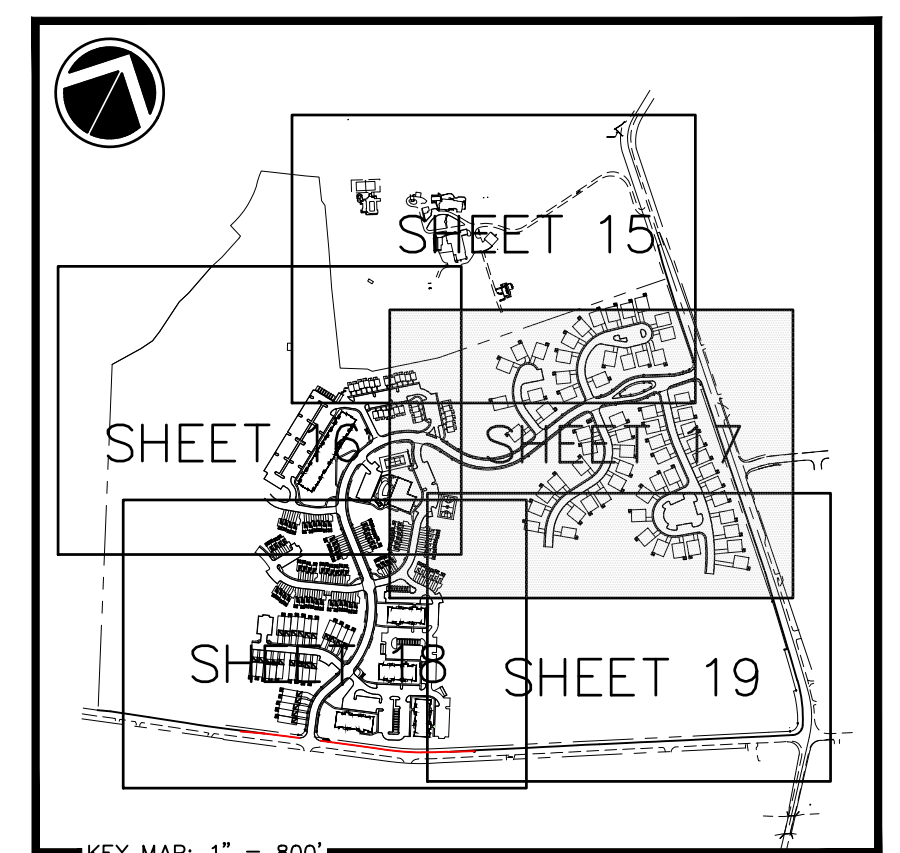 SHEET 15
SHEET 16
SHEET 17
SHEET 18
SHEET 19
KEY MAP: 1" = 800'